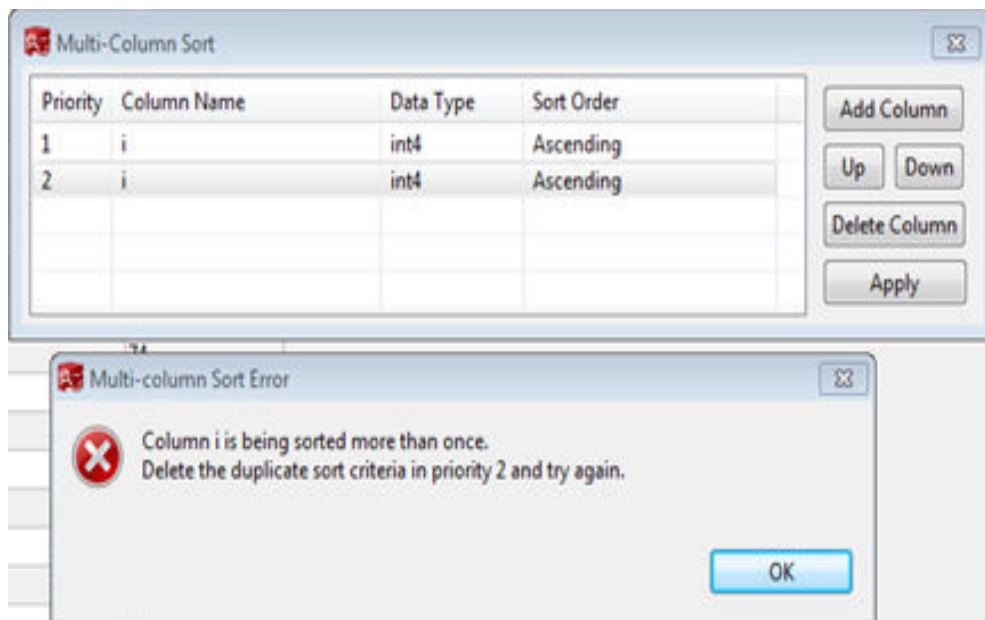 Multi-Column Sort
Priority Column Name Data Type Sort Order
1 i int4 Ascending
2 i int4 Ascending
Add Column
Up Down
Delete Column
Apply
74
Multi-column Sort Error
Column i is being sorted more than once.
Delete the duplicate sort criteria in priority 2 and try again.
OK